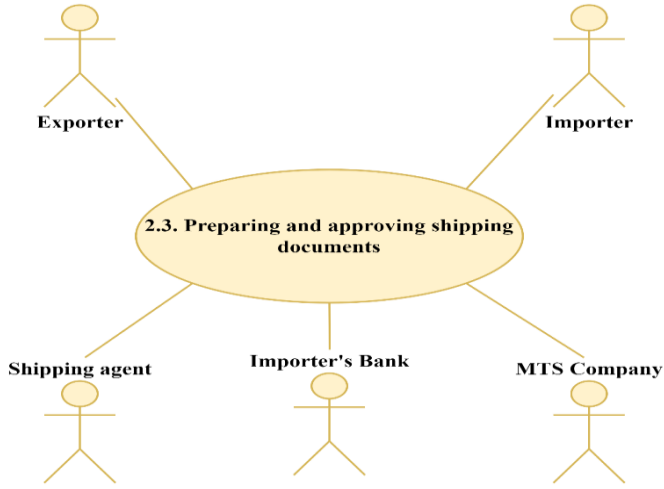 Exporter
Importer
2.3. Preparing and approving shipping
documents
Shipping agent
Importer's Bank
MTS Company